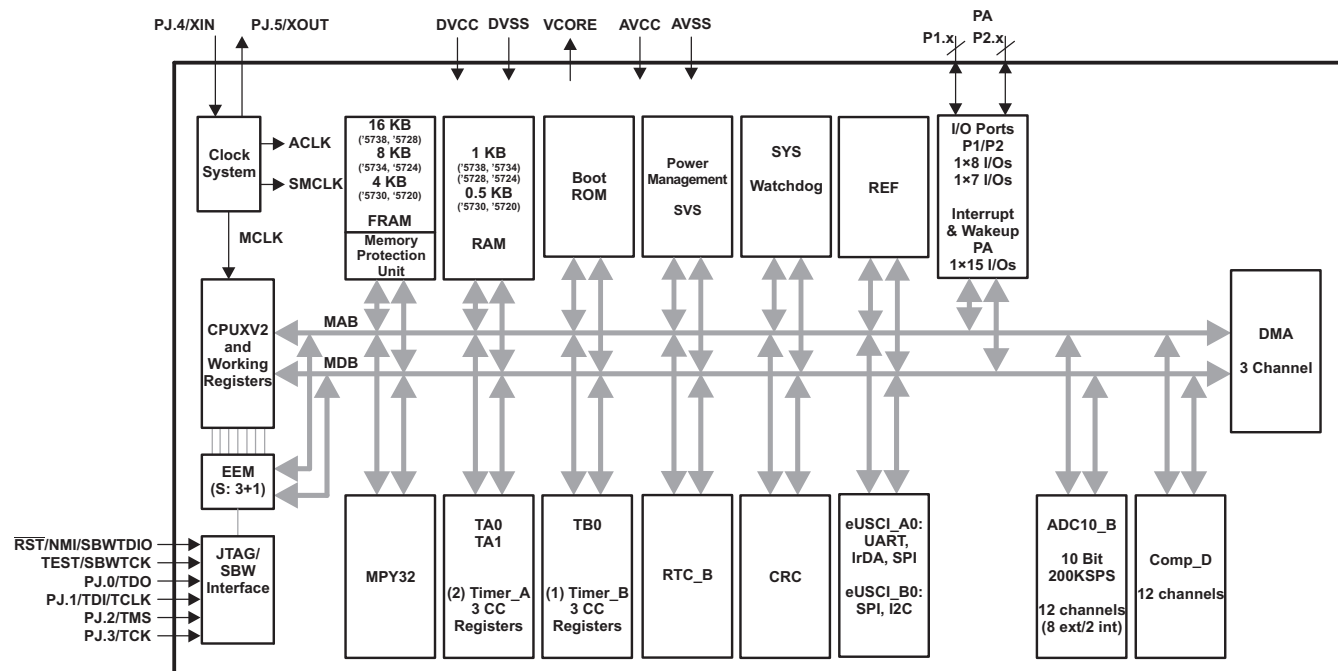 PJ.4/XIN
PJ.5/XOUT
DVCC
DVSS
VCORE
AVCC
AVSS
PA
P1.x
P2.x
Clock
System
ACLK
SMCLK
MCLK
16 KB
('5738, '5728)
8 KB
('5734, '5724)
4 KB
('5730, '5720)
FRAM
Memory
Protection
Unit
1 KB
('5738, '5734)
('5728, '5724)
0.5 KB
('5730, '5720)
RAM
Boot
ROM
Power
Management
SVS
SYS
Watchdog
REF
I/O Ports
P1/P2
1×8 I/Os
1×7 I/Os
Interrupt
& Wakeup
PA
1×15 I/Os
CPUXV2
and
Working
Registers
MAB
MDB
DMA
3 Channel
EEM
(S: 3+1)
RST/NMI/SBWTDIO
TEST/SBWTCK
PJ.0/TDO
PJ.1/TDI/TCLK
PJ.2/TMS
PJ.3/TCK
JTAG/
SBW
Interface
MPY32
TA0
TA1
(2) Timer_A
3 CC
Registers
TB0
(1) Timer_B
3 CC
Registers
RTC_B
CRC
eUSCI_A0:
UART,
IrDA, SPI
eUSCI_B0:
SPI, I2C
ADC10_B
10 Bit
200KSPS
12 channels
(8 ext/2 int)
Comp_D
12 channels